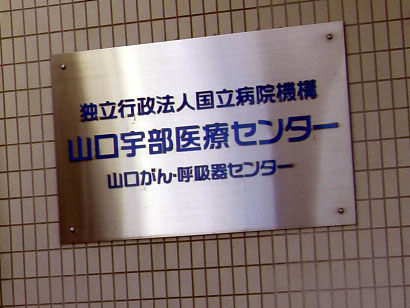 独立行政法人国立病院機構
山口宇部医療センター
山口がん・呼吸器センター